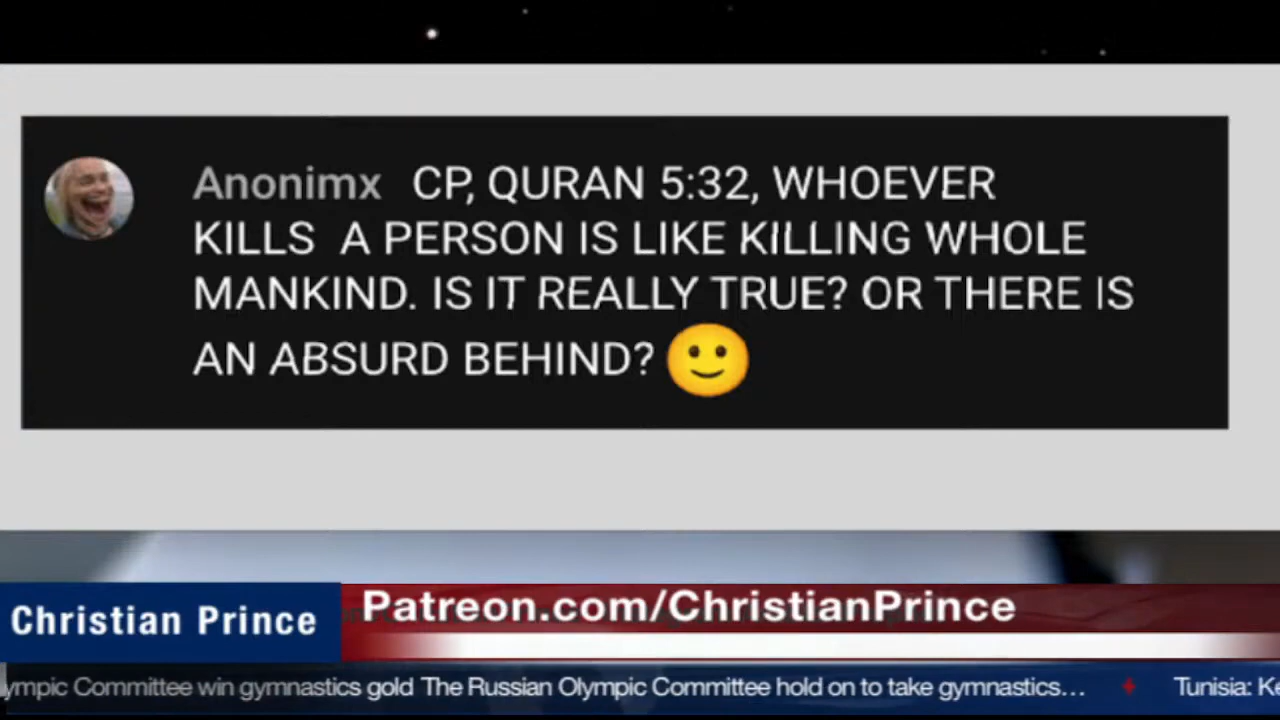 Anonimx CP, QURAN 5:32, WHOEVER
KILLS A PERSON IS LIKE KILLING WHOLE
MANKIND. IS IT REALLY TRUE? OR THERE IS
AN ABSURD BEHIND? 🙂
Christian Prince
Patreon.com/ChristianPrince
ympic Committee win gymnastics gold The Russian Olympic Committee hold on to take gymnastics... Tunisia: Ke